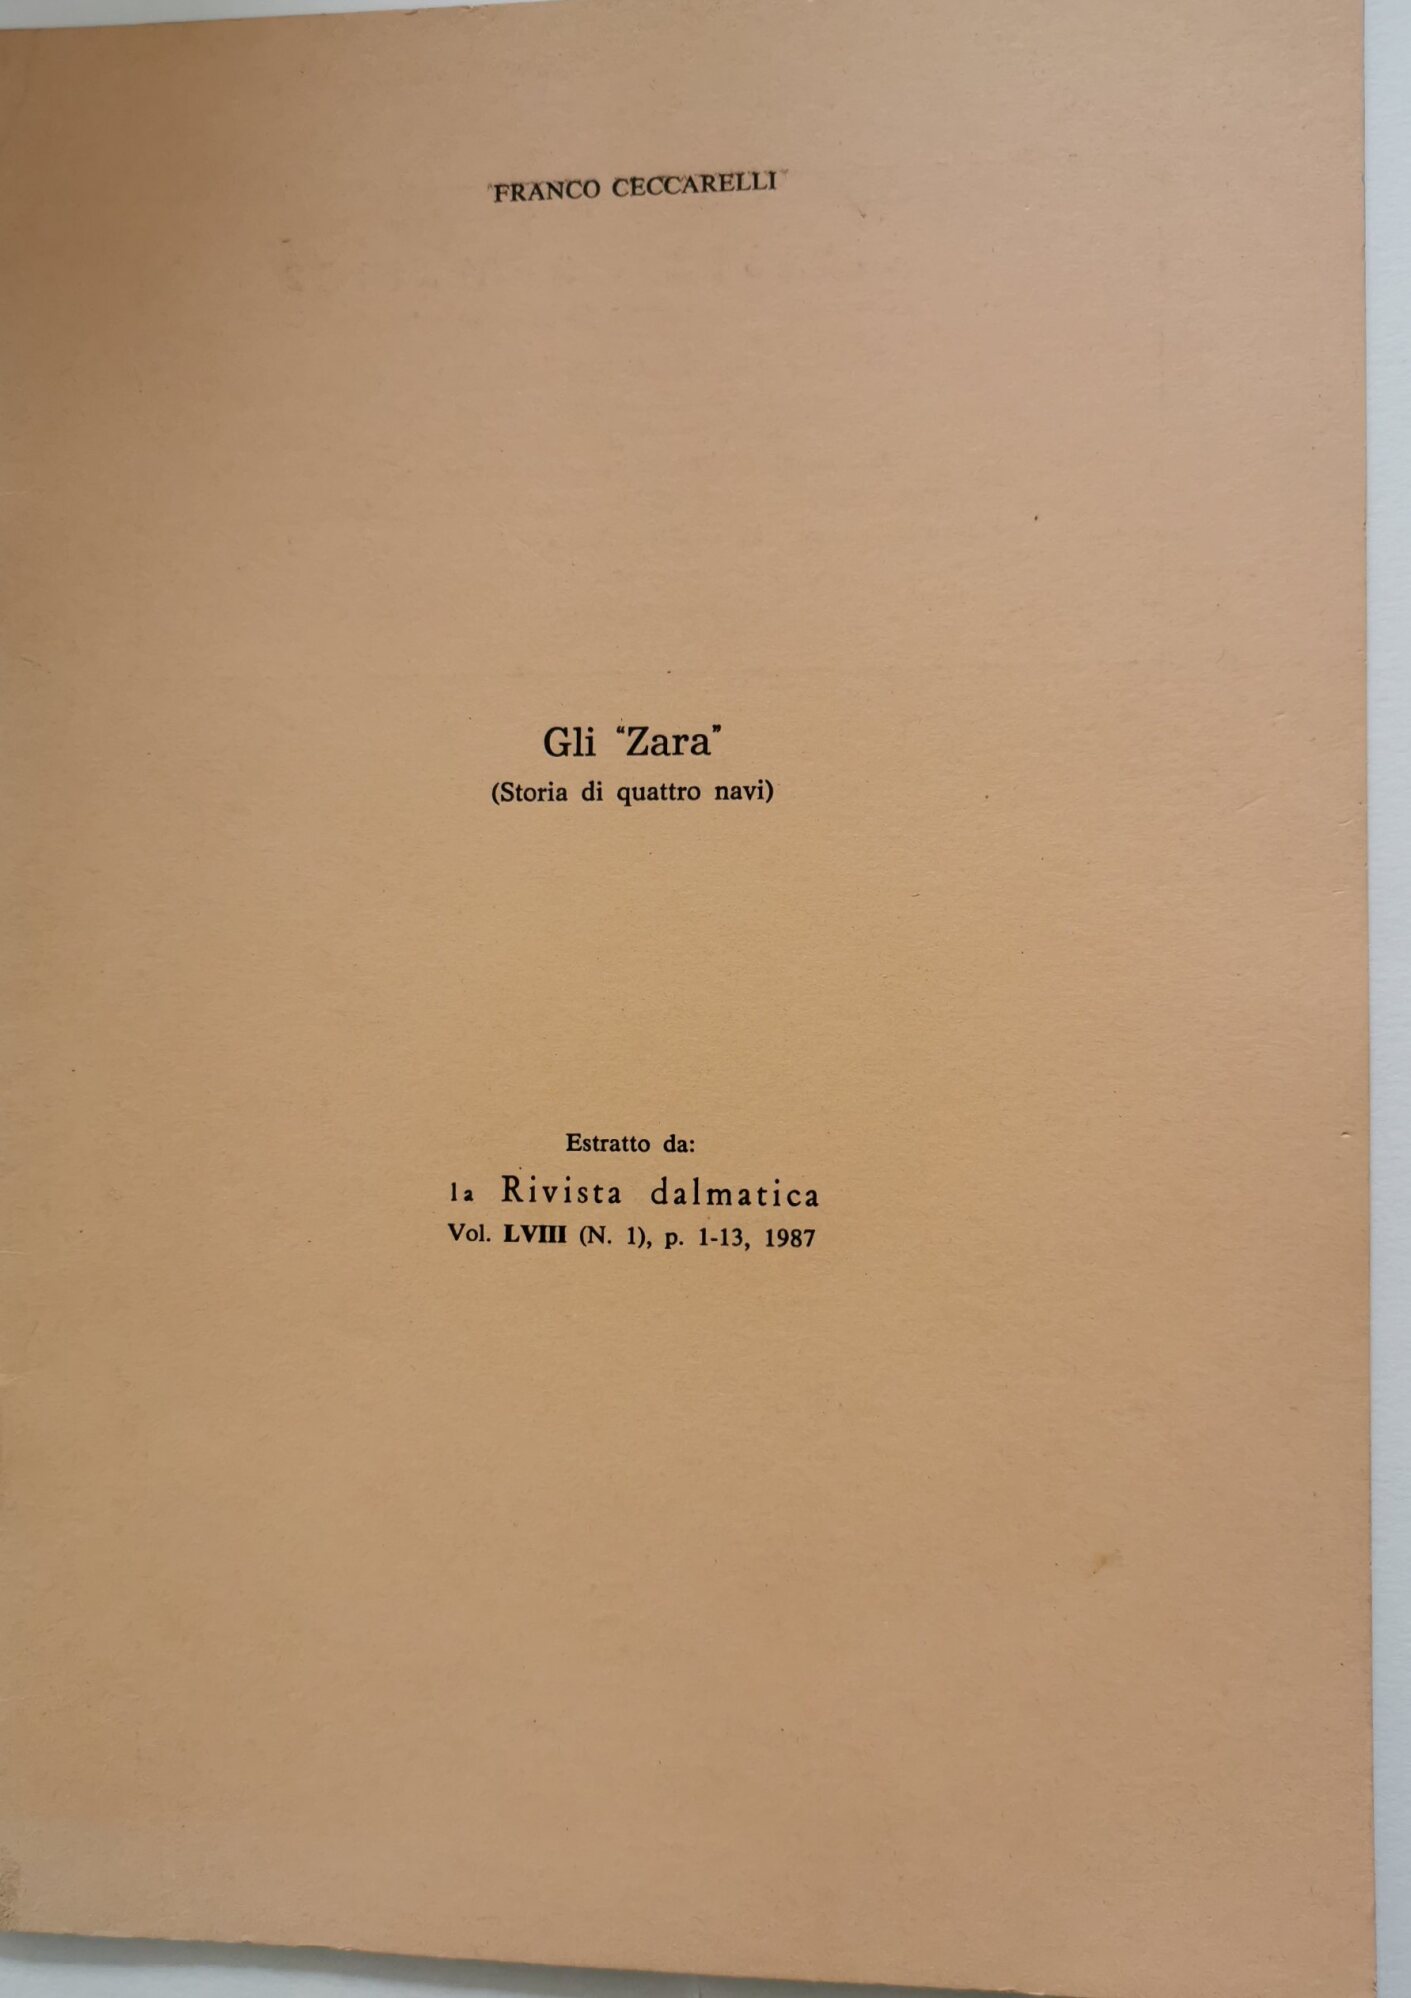 FRANCO CECCARELLI
Gli “Zara”
(Storia di quattro navi)
Estratto da:
la Rivista dalmatica
Vol. LVIII (N. 1), p. 1-13, 1987